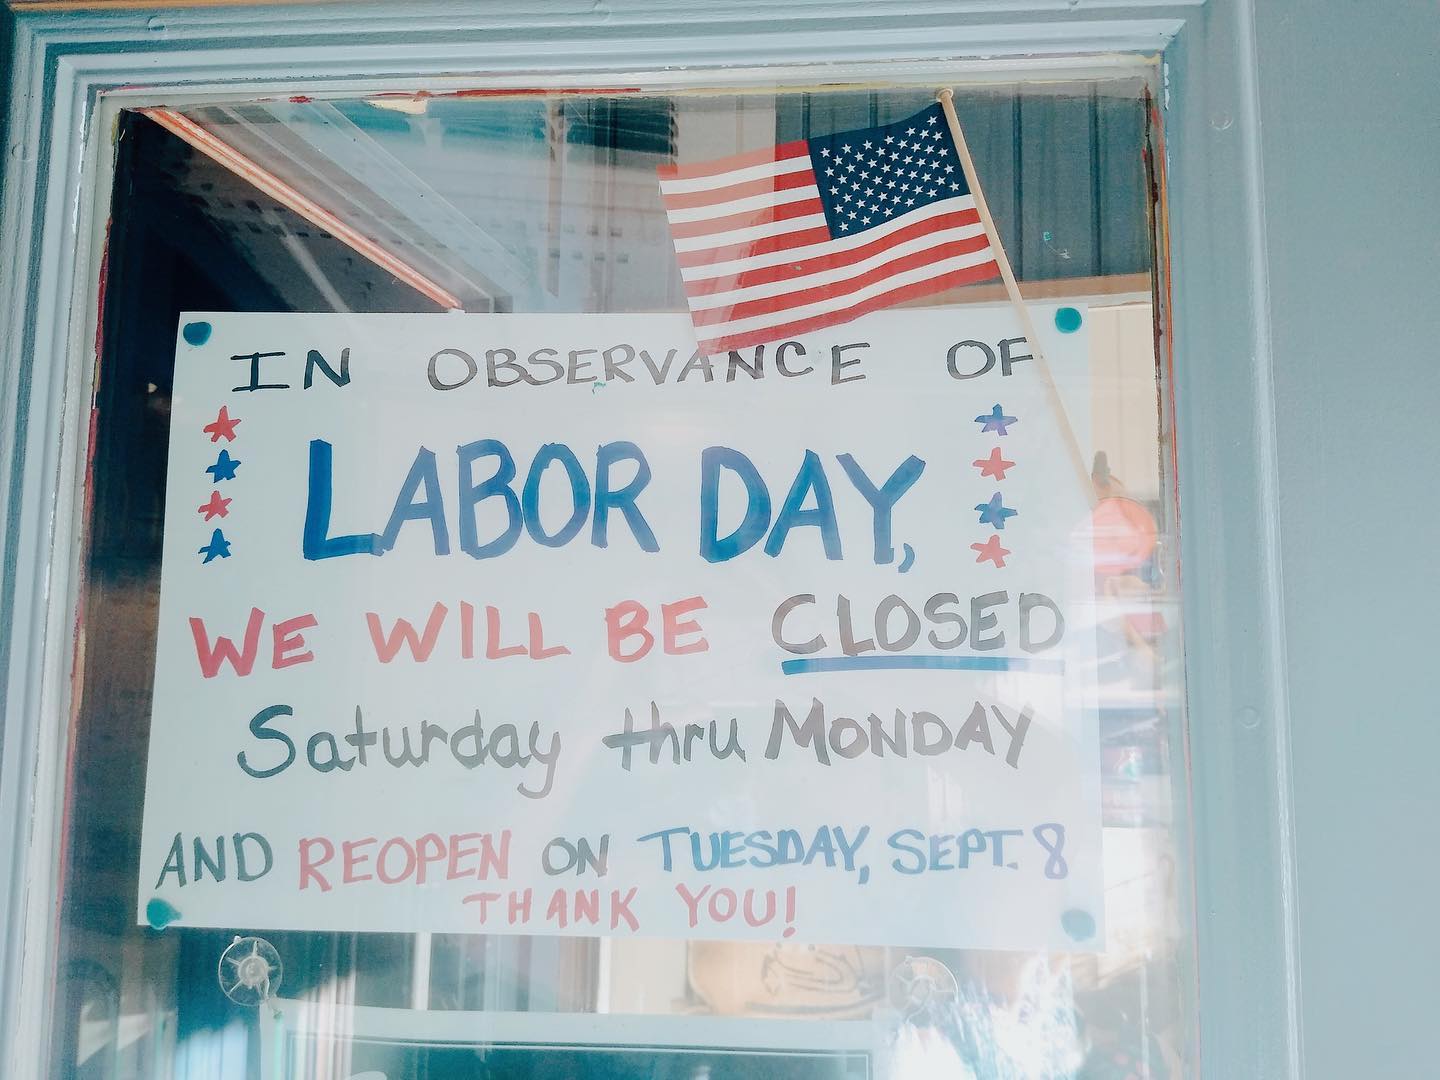 IN OBSERVANCE OF
LABOR DAY,
WE WILL BE CLOSED
Saturday thru MONDAY
AND REOPEN ON TUESDAY, SEPT. 8
THANK YOU!